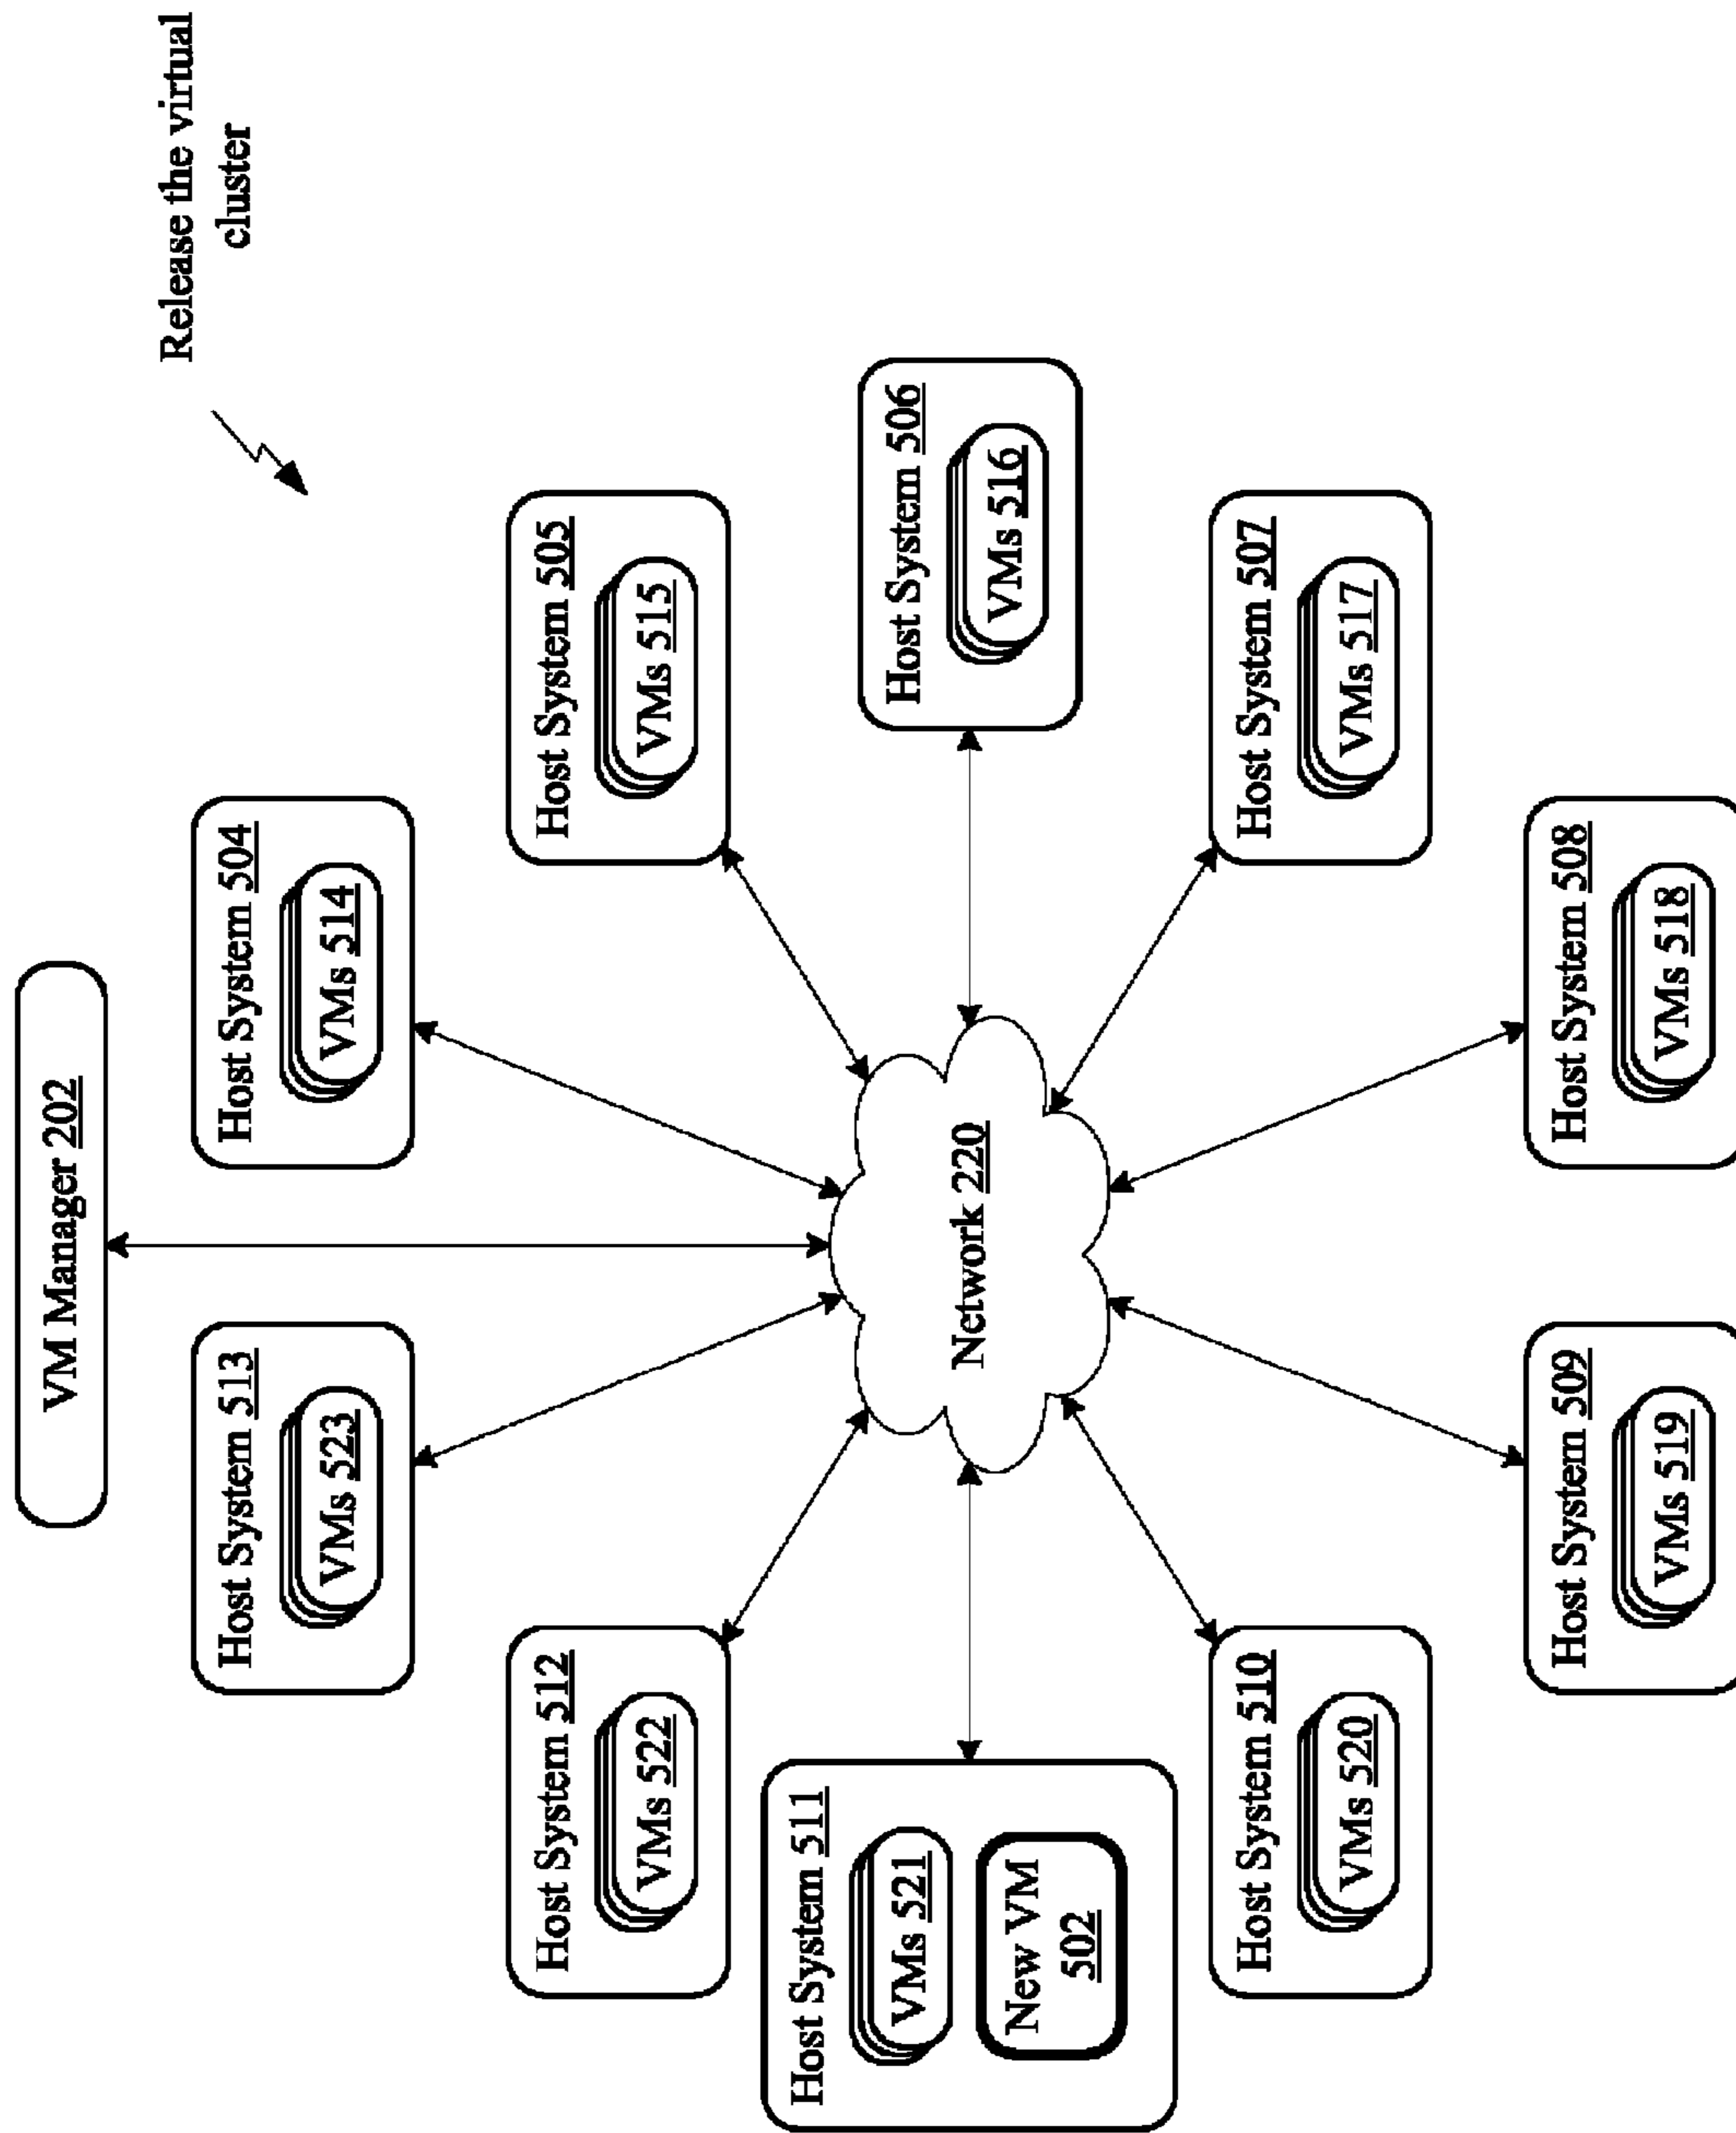 VM Manager 202
Release the virtual
cluster
Host System 513
VMs 523
Host System 504
VMs 514
Host System 512
VMs 522
Host System 505
VMs 515
Host System 511
VMs 521
New VM
502
Network 220
Host System 506
VMs 516
Host System 510
VMs 520
Host System 507
VMs 517
Host System 509
VMs 519
Host System 508
VMs 518